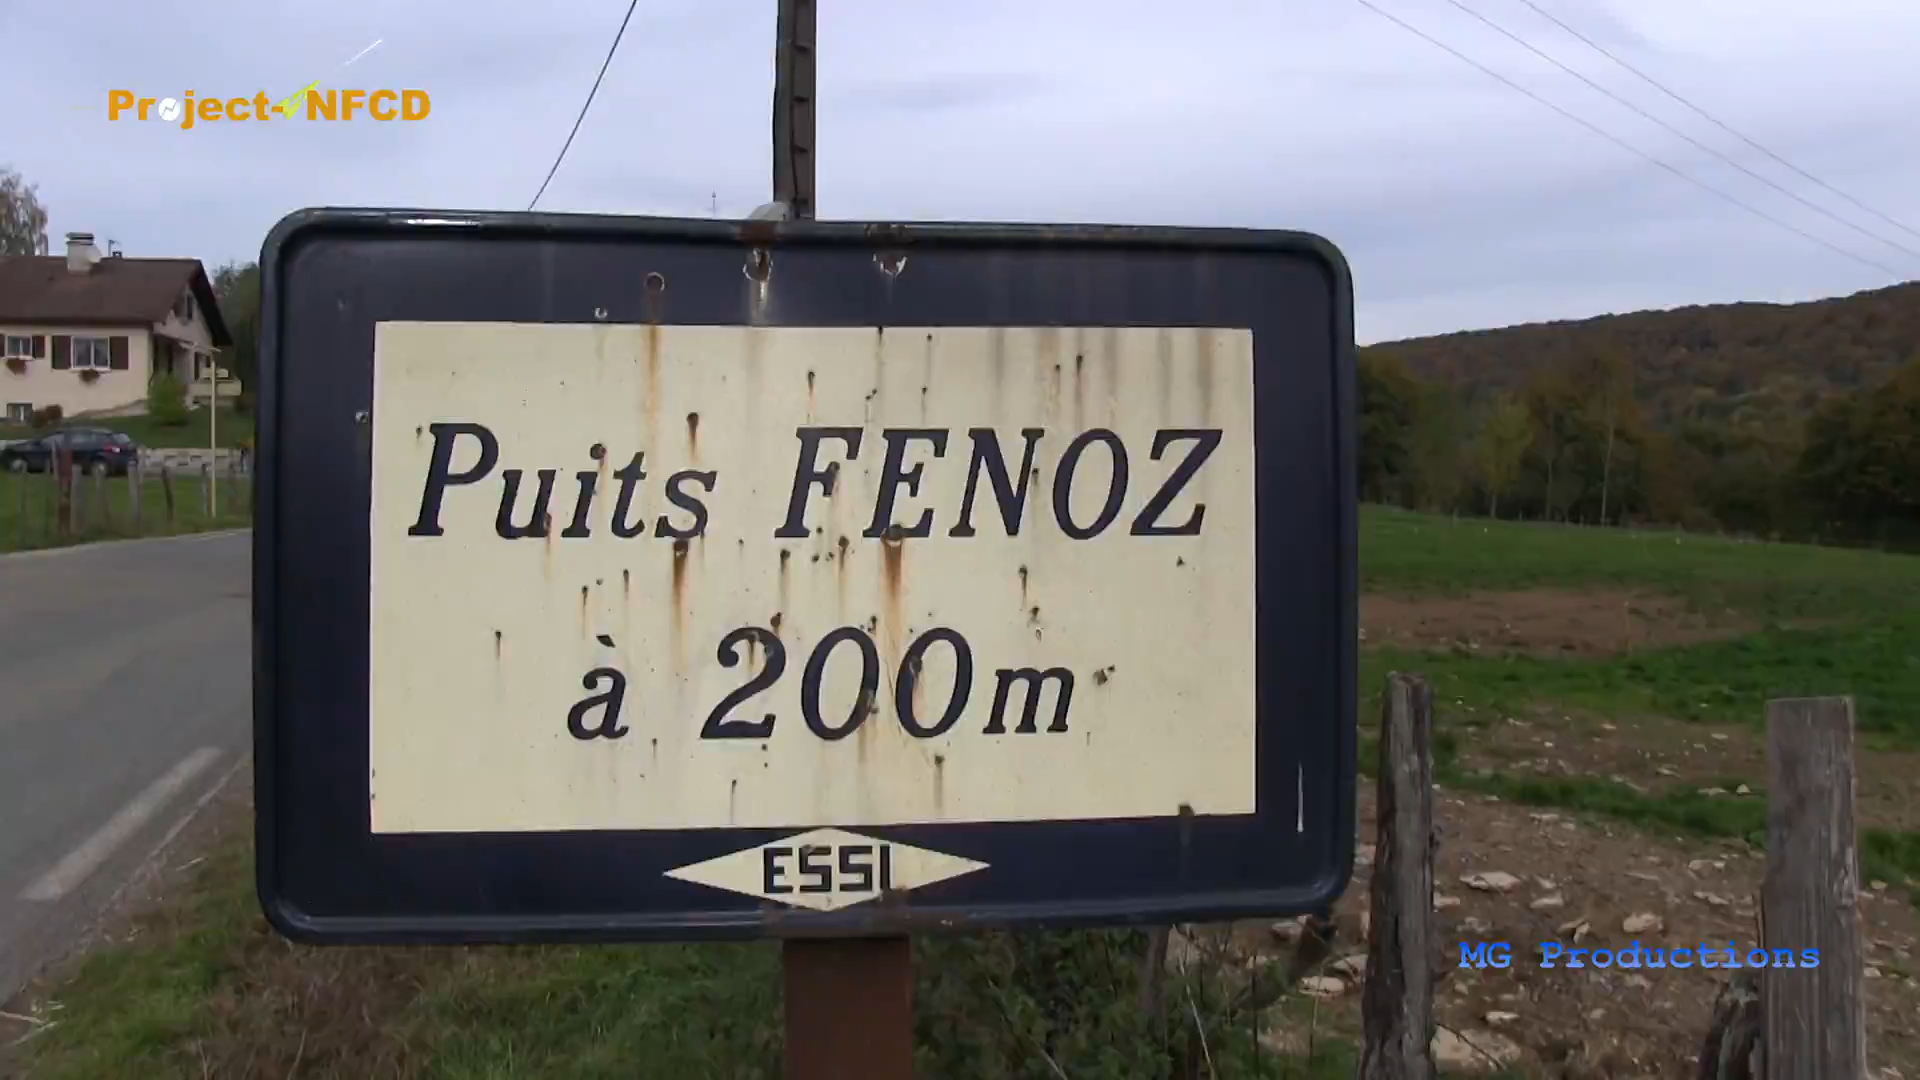 Project-NFCD
Puits FENOZ
à 200m
ESSI
MG Productions